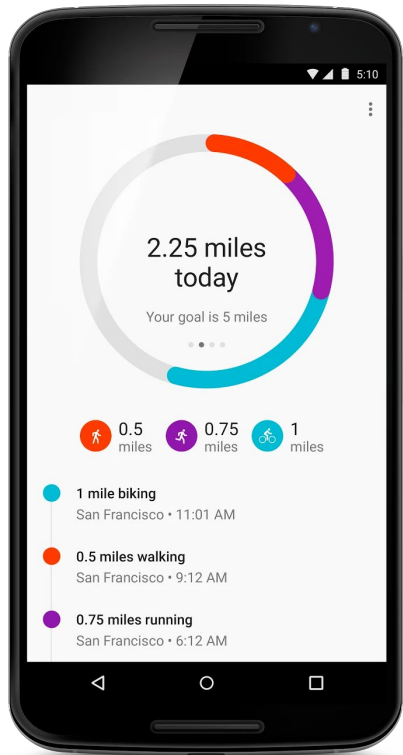 5:10
2.25 miles
today
Your goal is 5 miles
0.5
miles
0.75
miles
1
miles
1 mile biking
San Francisco • 11:01 AM
0.5 miles walking
San Francisco • 9:12 AM
0.75 miles running
San Francisco • 6:12 AM